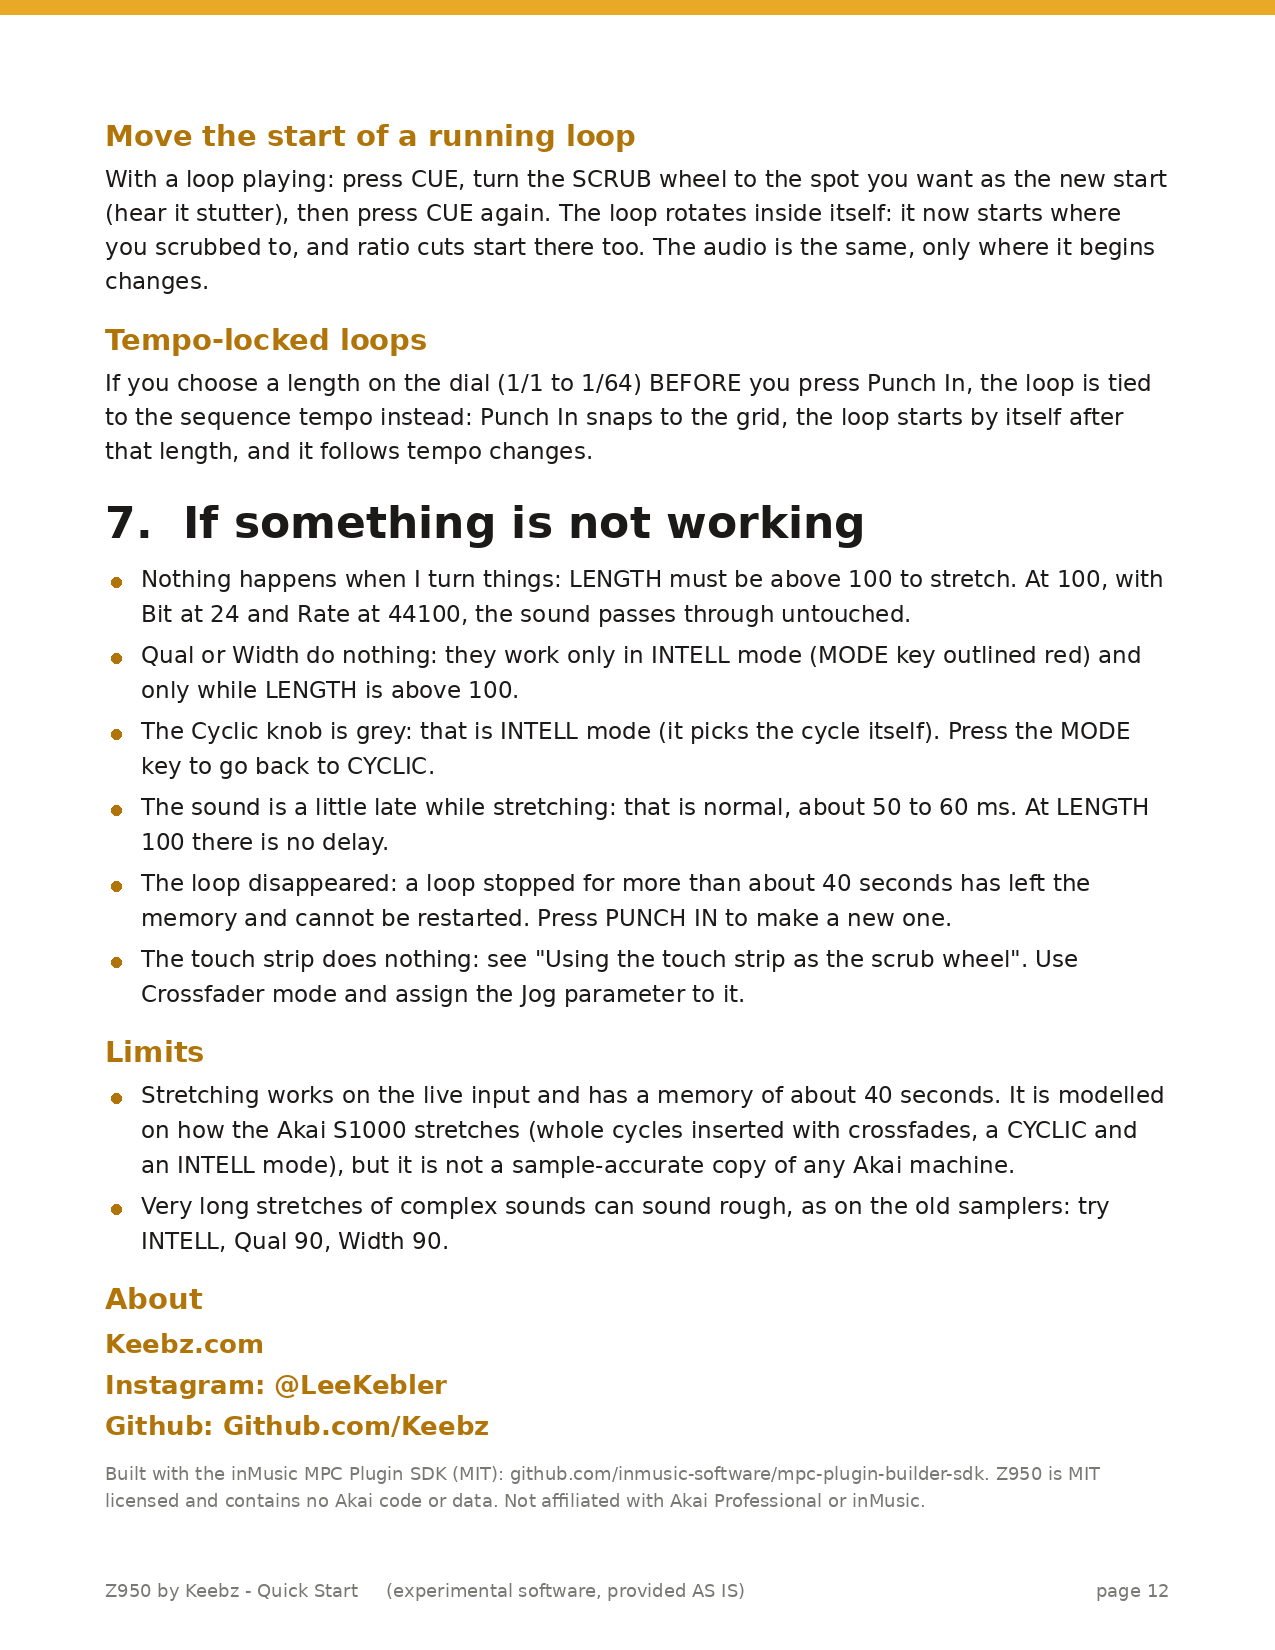 Move the start of a running loop
With a loop playing: press CUE, turn the SCRUB wheel to the spot you want as the new start
(hear it stutter), then press CUE again. The loop rotates inside itself: it now starts where
you scrubbed to, and ratio cuts start there too. The audio is the same, only where it begins
changes.
Tempo-locked loops
If you choose a length on the dial (1/1 to 1/64) BEFORE you press Punch In, the loop is tied
to the sequence tempo instead: Punch In snaps to the grid, the loop starts by itself after
that length, and it follows tempo changes.
7. If something is not working
● Nothing happens when I turn things: LENGTH must be above 100 to stretch. At 100, with
Bit at 24 and Rate at 44100, the sound passes through untouched.
● Qual or Width do nothing: they work only in INTELL mode (MODE key outlined red) and
only while LENGTH is above 100.
● The Cyclic knob is grey: that is INTELL mode (it picks the cycle itself). Press the MODE
key to go back to CYCLIC.
● The sound is a little late while stretching: that is normal, about 50 to 60 ms. At LENGTH
100 there is no delay.
● The loop disappeared: a loop stopped for more than about 40 seconds has left the
memory and cannot be restarted. Press PUNCH IN to make a new one.
● The touch strip does nothing: see "Using the touch strip as the scrub wheel". Use
Crossfader mode and assign the Jog parameter to it.
Limits
● Stretching works on the live input and has a memory of about 40 seconds. It is modelled
on how the Akai S1000 stretches (whole cycles inserted with crossfades, a CYCLIC and
an INTELL mode), but it is not a sample-accurate copy of any Akai machine.
● Very long stretches of complex sounds can sound rough, as on the old samplers: try
INTELL, Qual 90, Width 90.
About
Keebz.com
Instagram: @LeeKebler
Github: Github.com/Keebz
Built with the inMusic MPC Plugin SDK (MIT): github.com/inmusic-software/mpc-plugin-builder-sdk. Z950 is MIT
licensed and contains no Akai code or data. Not affiliated with Akai Professional or inMusic.
Z950 by Keebz - Quick Start (experimental software, provided AS IS) page 12